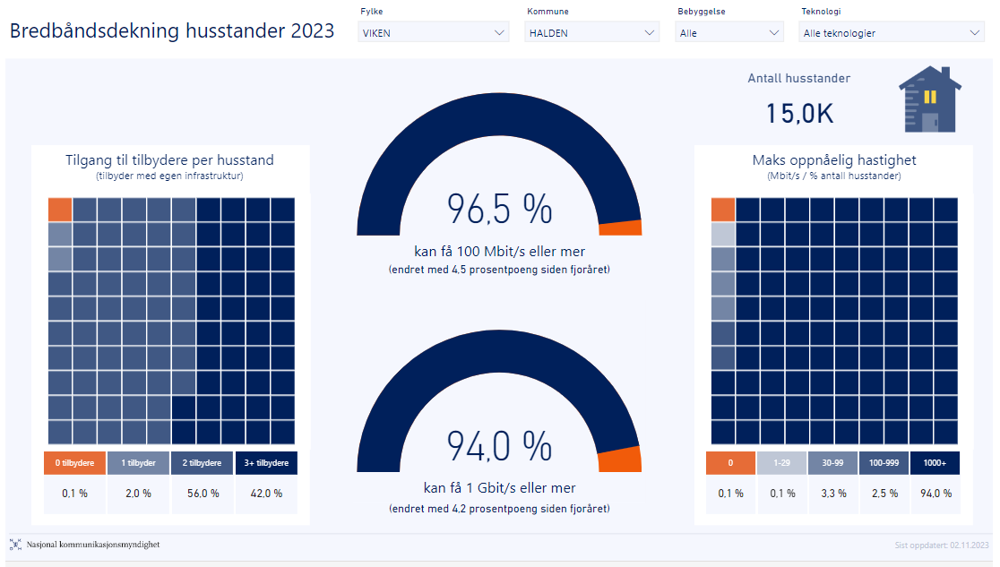 Bredbåndsdekning husstander 2023
Fylke
VIKEN
Kommune
HALDEN
Bebyggelse
Alle
Teknologi
Alle teknologier
Antall husstander
15,0K
Tilgang til tilbydere per husstand
(tilbyder med egen infrastruktur)
0 tilbydere 1 tilbyder 2 tilbydere 3+ tilbydere
0,1 % 2,0 % 56,0 % 42,0 %
96,5 %
kan få 100 Mbit/s eller mer
(endret med 4,5 prosentpoeng siden fjoråret)
94,0 %
kan få 1 Gbit/s eller mer
(endret med 4,2 prosentpoeng siden fjoråret)
Maks oppnåelig hastighet
(Mbit/s / % antall husstander)
0 1-29 30-99 100-999 1000+
0,1 % 0,1 % 3,3 % 2,5 % 94,0 %
Nasjonal kommunikasjonsmyndighet
Sist oppdatert: 02.11.2023